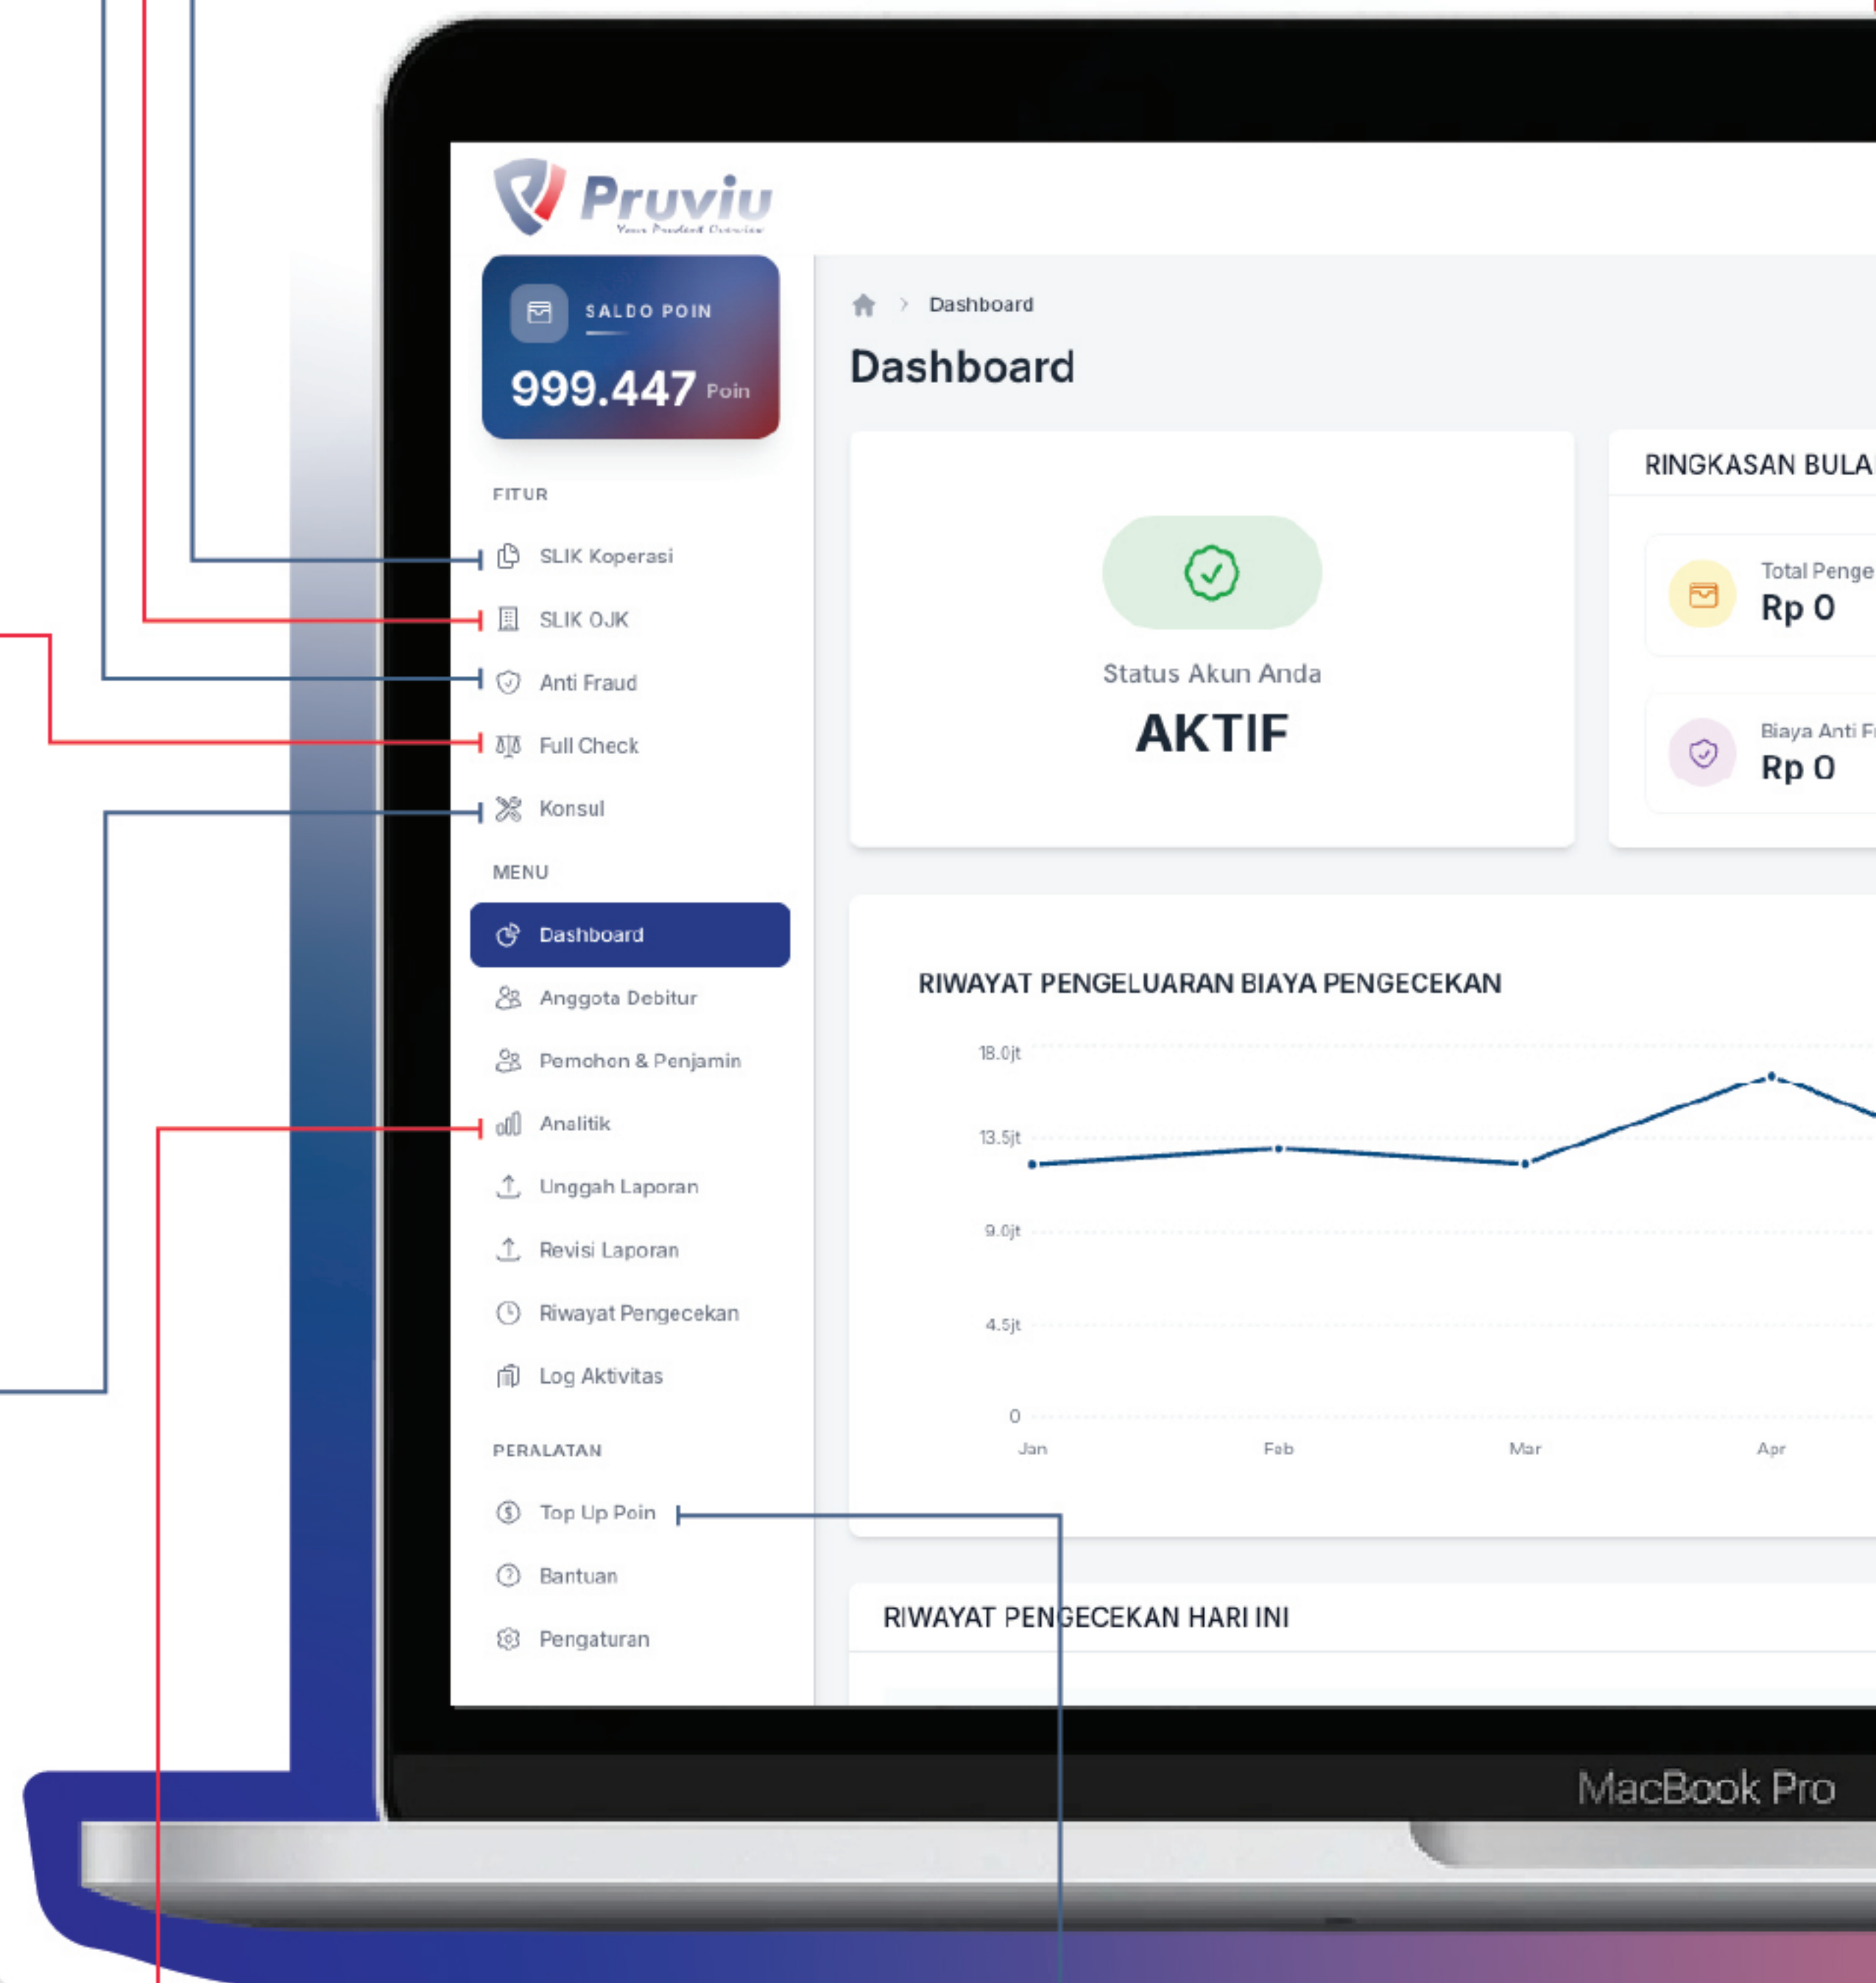 Pruviu
Your Prudent Overview
SALDO POIN
999.447 Poin
FITUR
SLIK Koperasi
SLIK OJK
Anti Fraud
Full Check
Konsul
MENU
Dashboard
Anggota Debitur
Pemohon & Penjamin
Analitik
Unggah Laporan
Revisi Laporan
Riwayat Pengecekan
Log Aktivitas
PERALATAN
Top Up Poin
Bantuan
Pengaturan
Dashboard
Dashboard
Status Akun Anda
AKTIF
RINGKASAN BULA
Total Penge
Rp 0
Biaya Anti F
Rp 0
RIWAYAT PENGELUARAN BIAYA PENGECEKAN
18.0jt
13.5jt
9.0jt
4.5jt
0
Jan Feb Mar Apr
RIWAYAT PENGECEKAN HARI INI
MacBook Pro